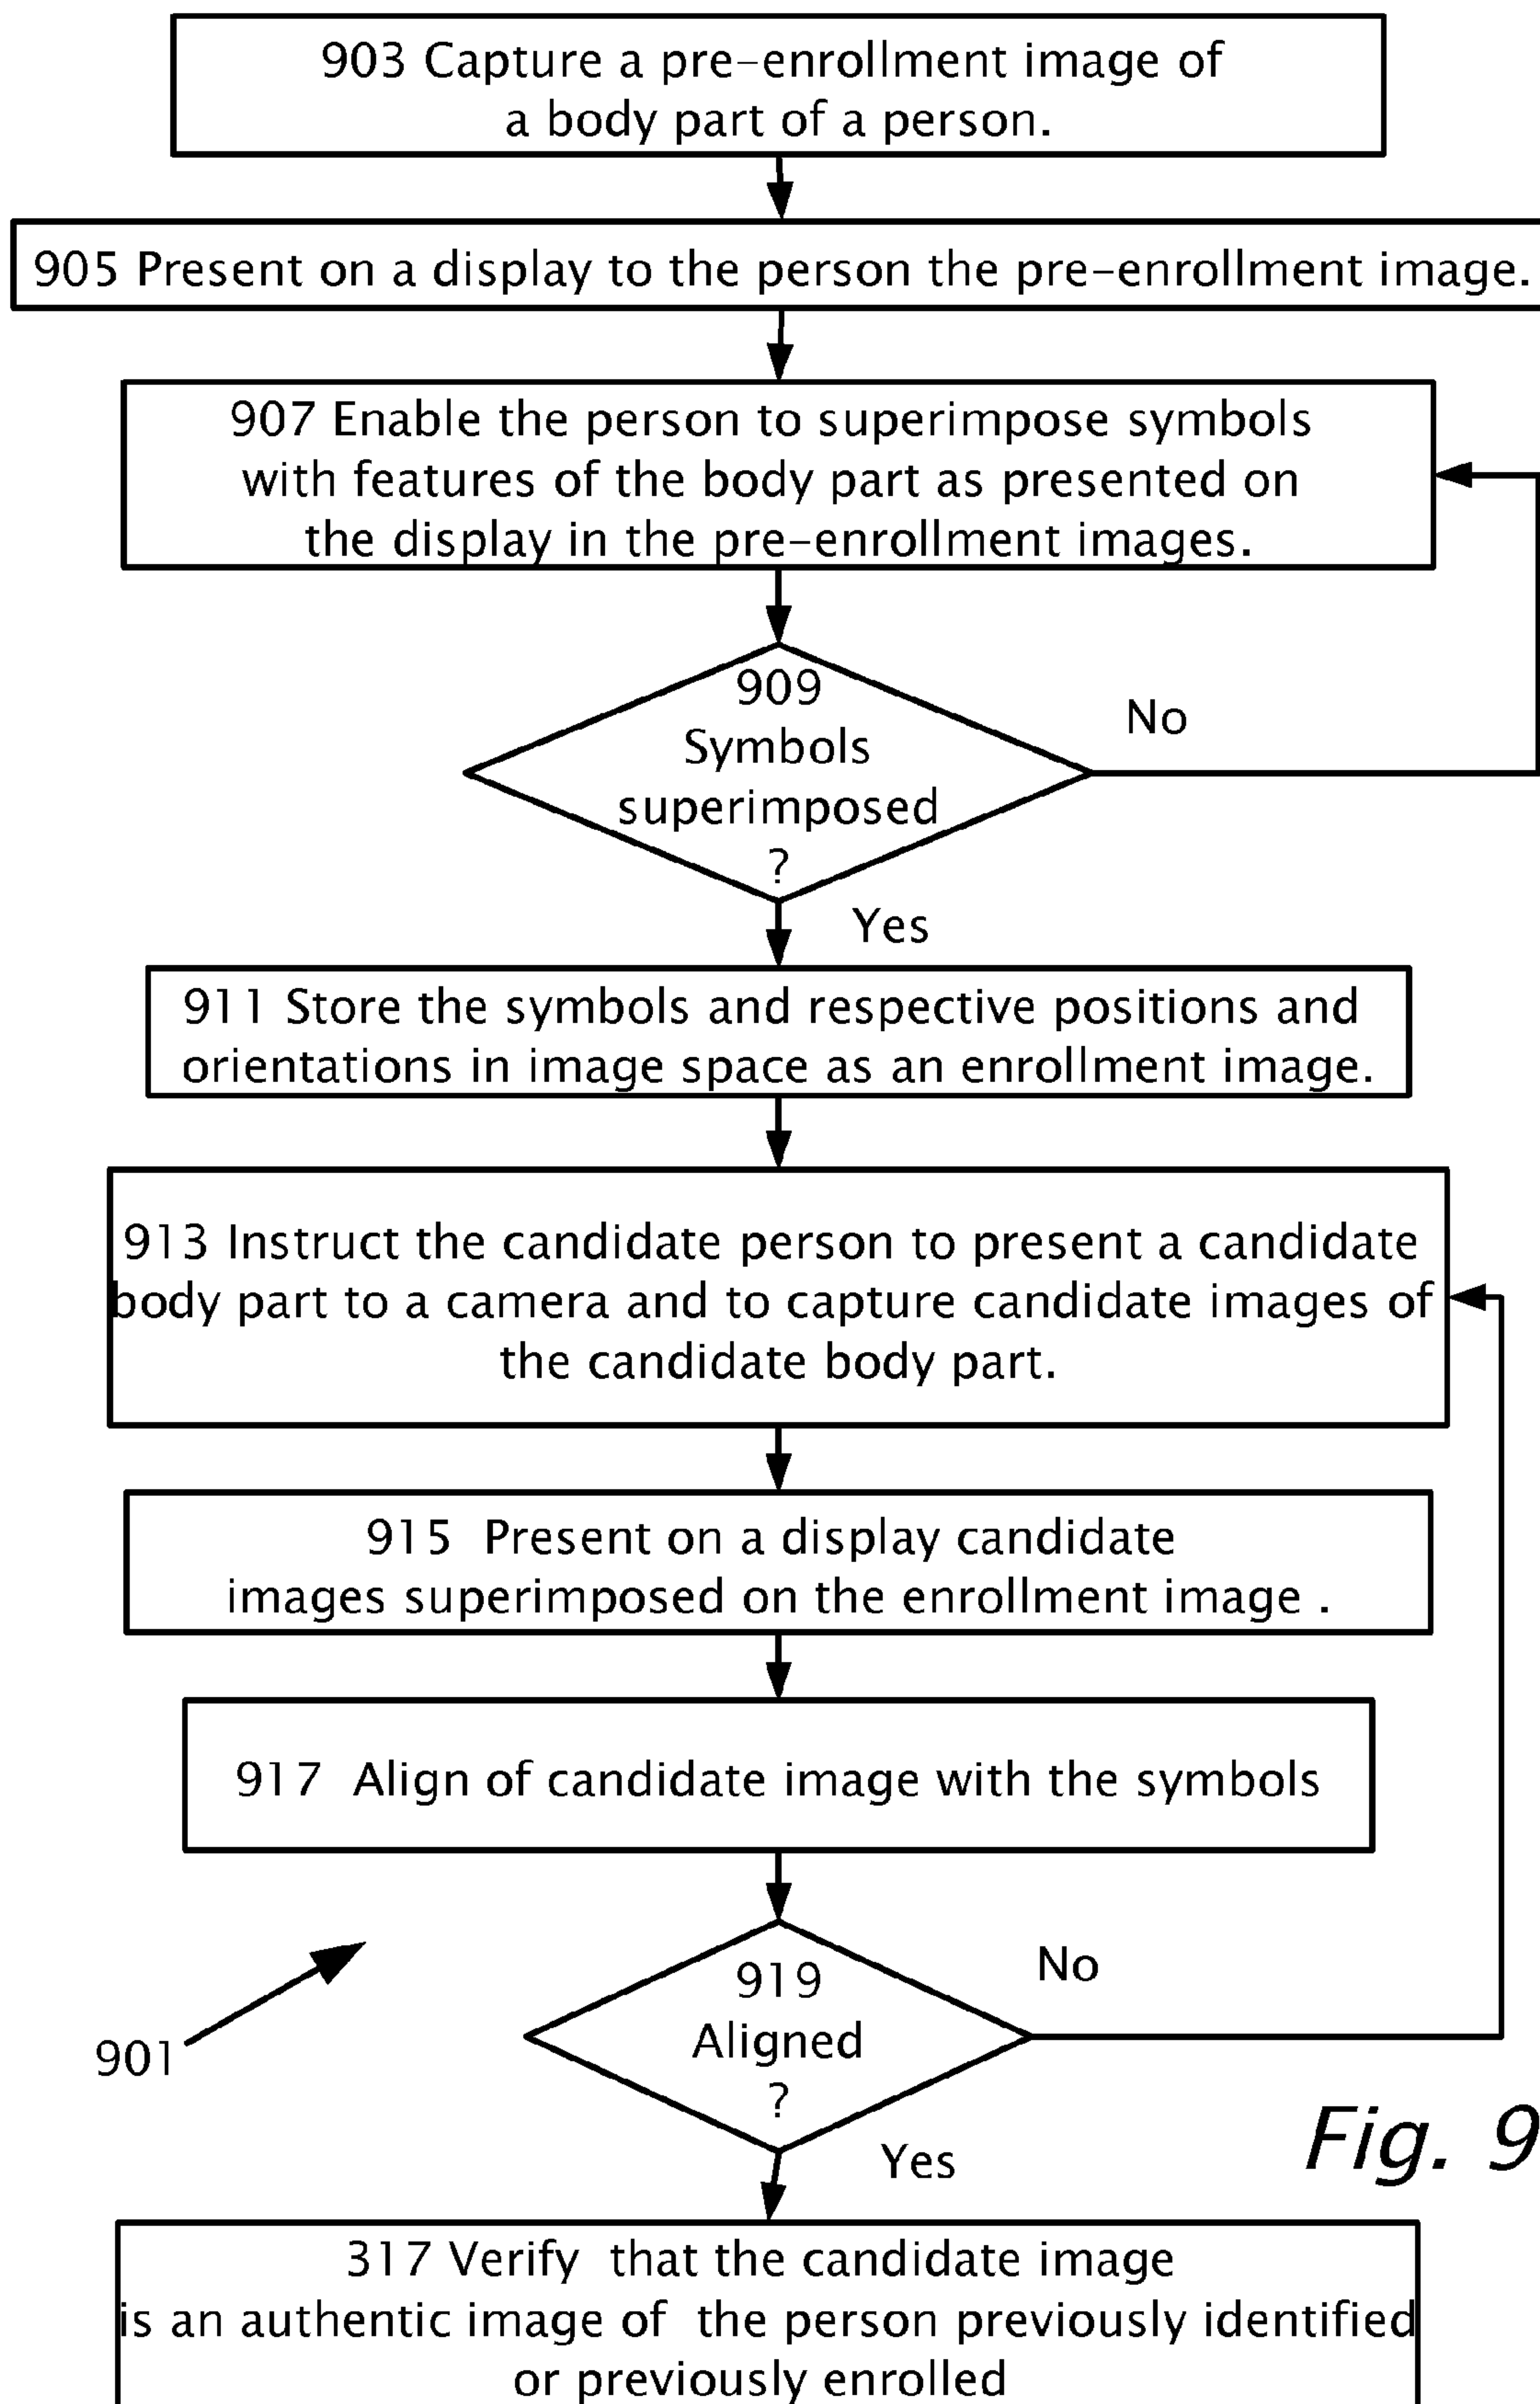 903 Capture a pre-enrollment image of
a body part of a person.
905 Present on a display to the person the pre-enrollment image.
907 Enable the person to superimpose symbols
with features of the body part as presented on
the display in the pre-enrollment images.
909
Symbols
superimposed
?
No
Yes
911 Store the symbols and respective positions and
orientations in image space as an enrollment image.
913 Instruct the candidate person to present a candidate
body part to a camera and to capture candidate images of
the candidate body part.
915 Present on a display candidate
images superimposed on the enrollment image .
917 Align of candidate image with the symbols
919
Aligned
?
No
901
Yes
Fig. 9
317 Verify that the candidate image
is an authentic image of the person previously identified
or previously enrolled